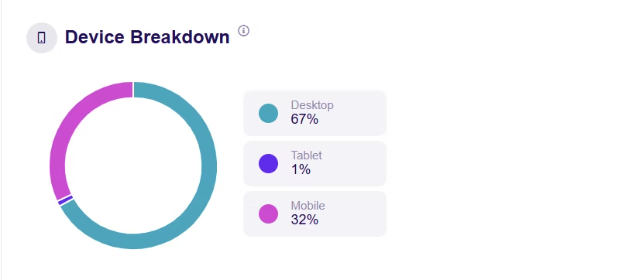 Device Breakdown
Desktop
67%
Tablet
1%
Mobile
32%